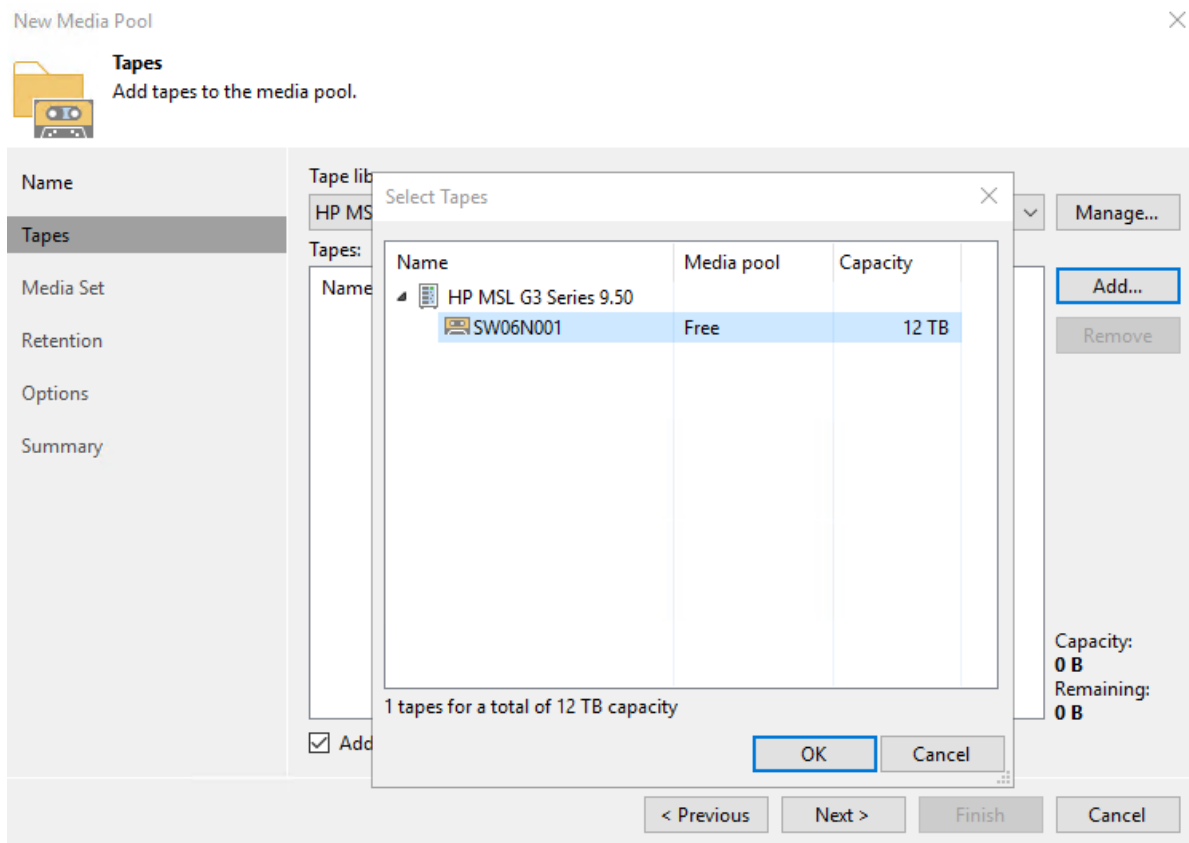 New Media Pool
Tapes
Add tapes to the media pool.
Name
Tapes
Media Set
Retention
Options
Summary
Tape lib
HP MS
Manage...
Tapes:
Name
Add...
Remove
Select Tapes
Name Media pool Capacity
HP MSL G3 Series 9.50
SW06N001 Free 12 TB
1 tapes for a total of 12 TB capacity
OK Cancel
Capacity:
0 B
Remaining:
0 B
Add
< Previous Next > Finish Cancel